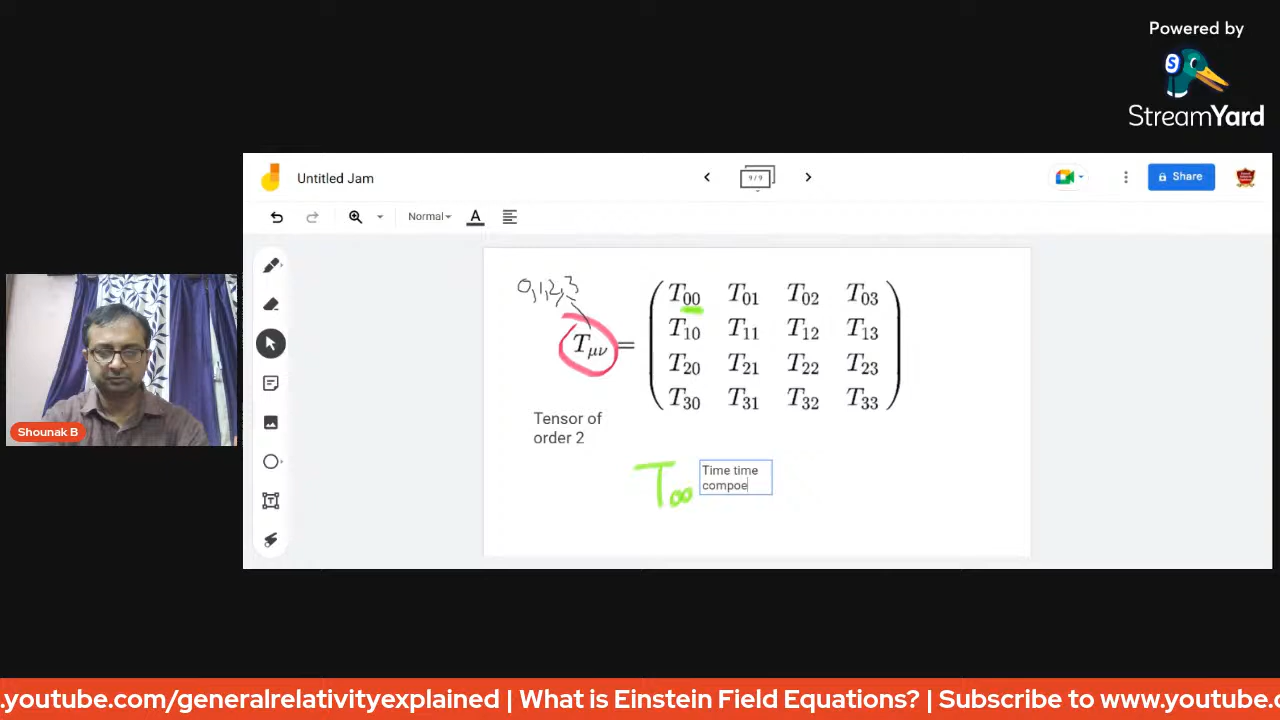 Powered by
StreamYard
Untitled Jam
9 / 9
Share
Normal
0,1,2,3
Tμν = ( T00 T01 T02 T03
T10 T11 T12 T13
T20 T21 T22 T23
T30 T31 T32 T33 )
Tensor of
order 2
T00
Time time
compoe
Shounak B
.youtube.com/generalrelativityexplained | What is Einstein Field Equations? | Subscribe to www.youtube.c